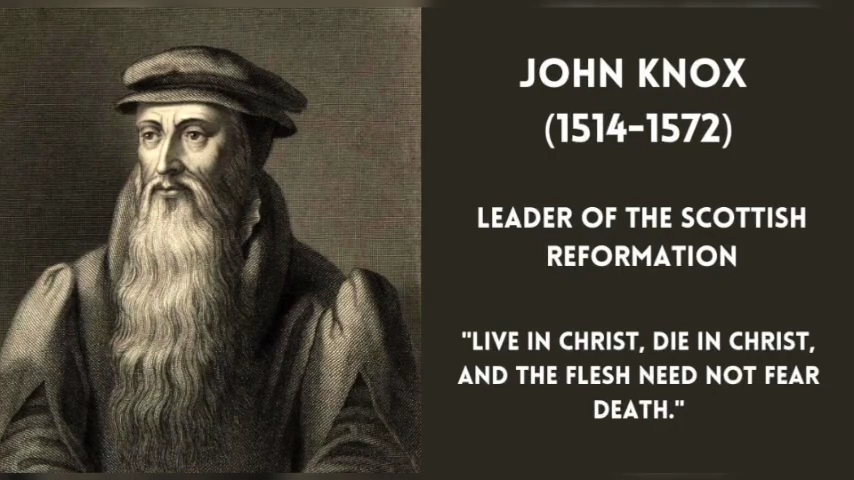 JOHN KNOX
(1514-1572)
LEADER OF THE SCOTTISH
REFORMATION
"LIVE IN CHRIST, DIE IN CHRIST,
AND THE FLESH NEED NOT FEAR
DEATH."